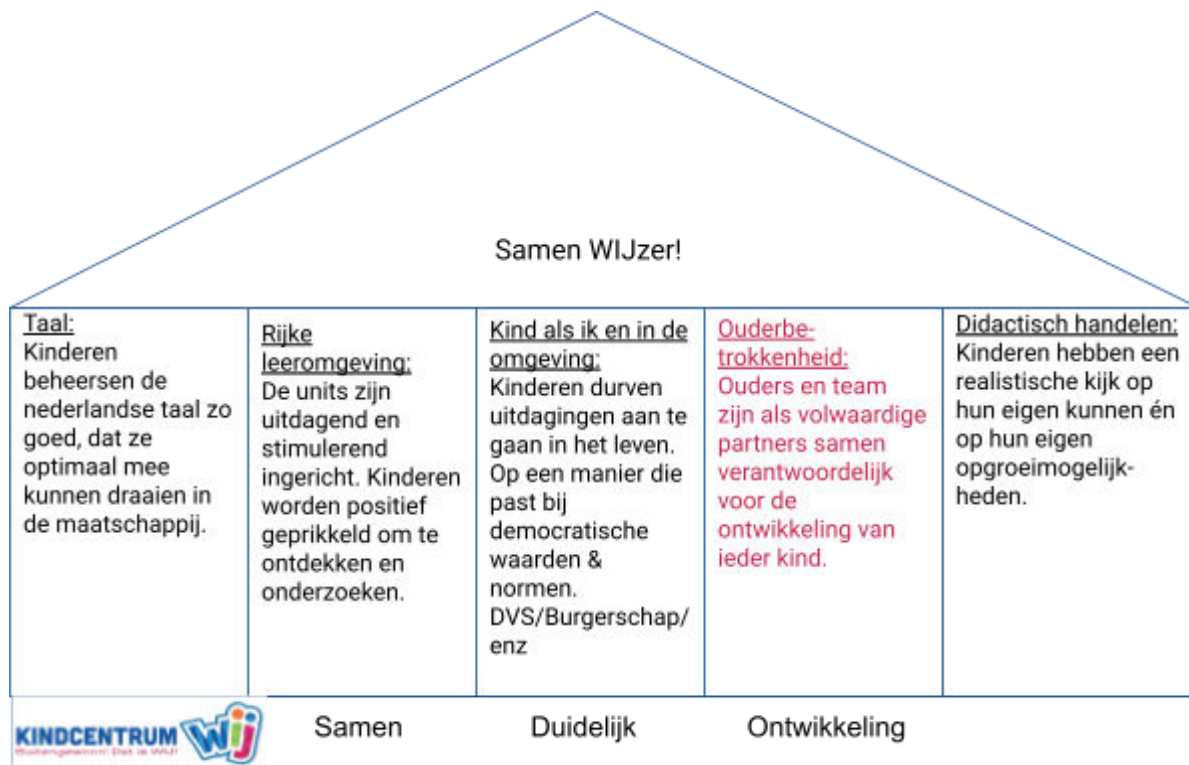 Samen WIJzer!
Taal:
Kinderen
beheersen de
nederlandse taal zo
goed, dat ze
optimaal mee
kunnen draaien in
de maatschappij.
Rijke
leeromgeving:
De units zijn
uitdagend en
stimulerend
ingericht. Kinderen
worden positief
geprikkeld om te
ontdekken en
onderzoeken.
Kind als ik en in de
omgeving:
Kinderen durven
uitdagingen aan te
gaan in het leven.
Op een manier die
past bij
democratische
waarden &
normen.
DVS/Burgerschap/
enz
Ouderbe-
trokkenheid:
Ouders en team
zijn als volwaardige
partners samen
verantwoordelijk
voor de
ontwikkeling van
ieder kind.
Didactisch handelen:
Kinderen hebben een
realistische kijk op
hun eigen kunnen én
op hun eigen
opgroeimogelijk-
heden.
KINDCENTRUM Wij
Buitengewoon! Dat is WIJ!
Samen
Duidelijk
Ontwikkeling